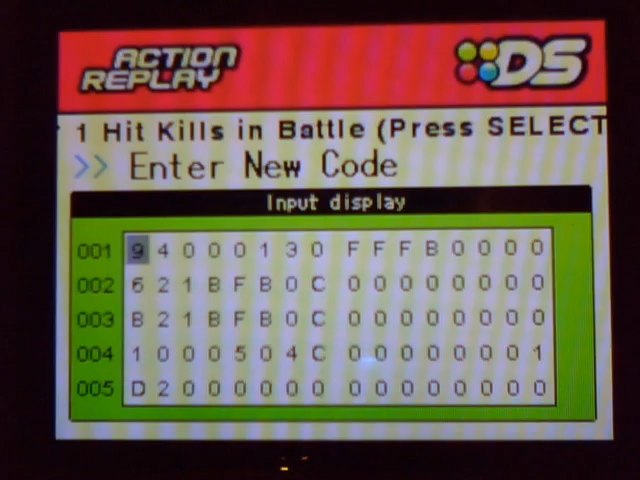 ACTION
REPLAY
DS
1 Hit Kills in Battle (Press SELECT
>> Enter New Code
Input display
001 94000130 FFFB0000
002 621BFB0C 00000000
003 B21BFB0C 00000000
004 1000504C 00000001
005 D2000000 00000000